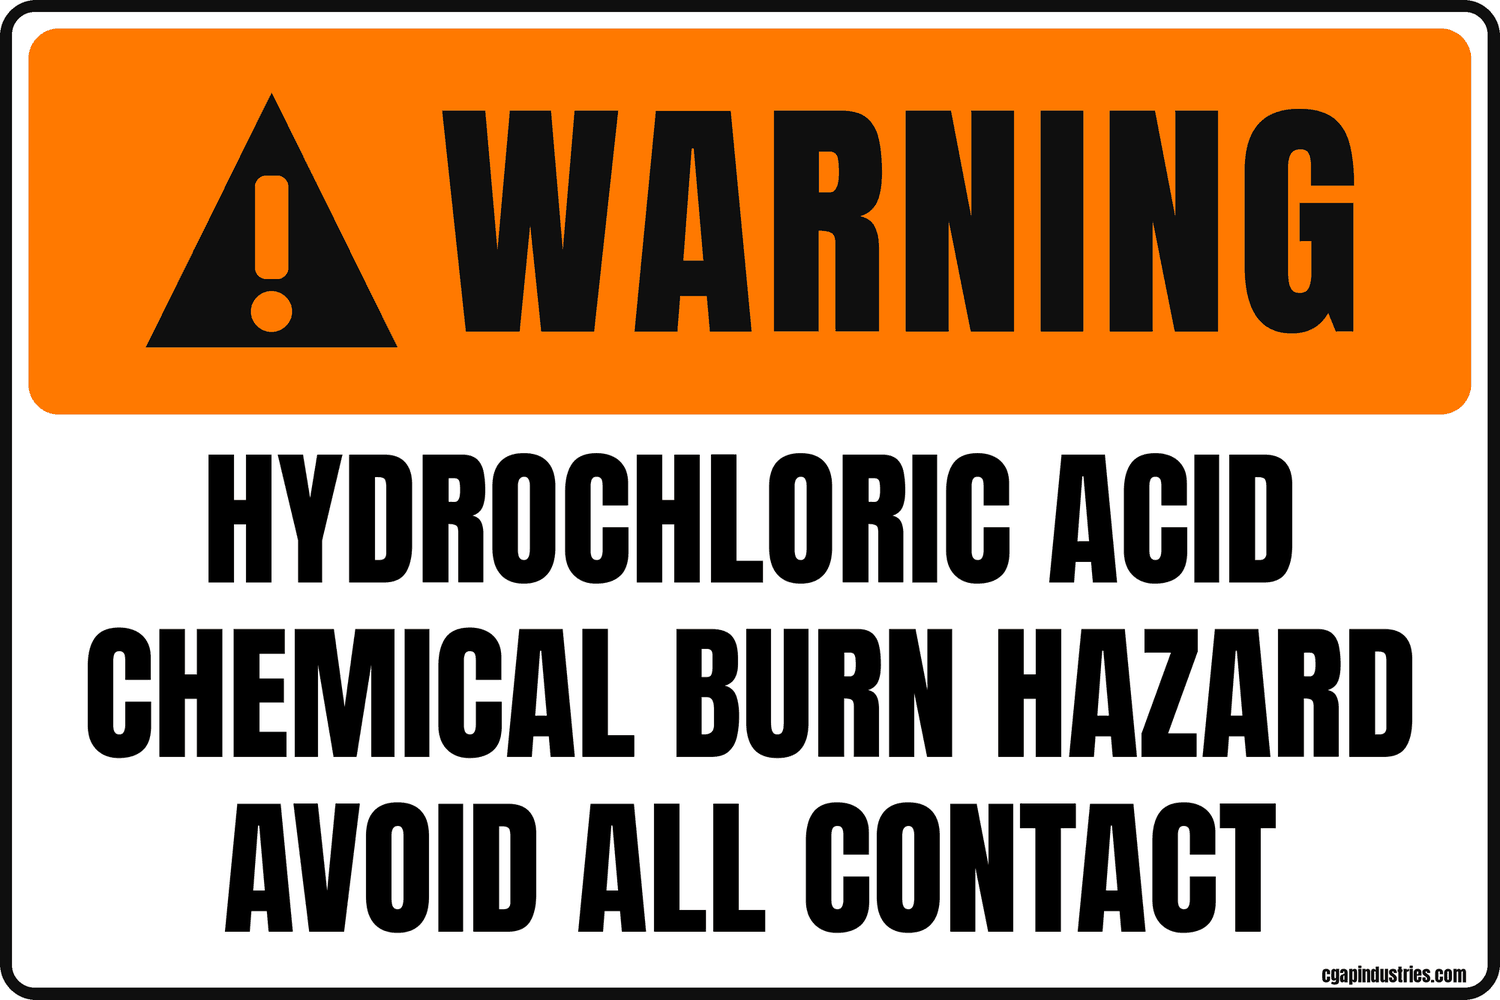 WARNING
HYDROCHLORIC ACID
CHEMICAL BURN HAZARD
AVOID ALL CONTACT
cgapindustries.com